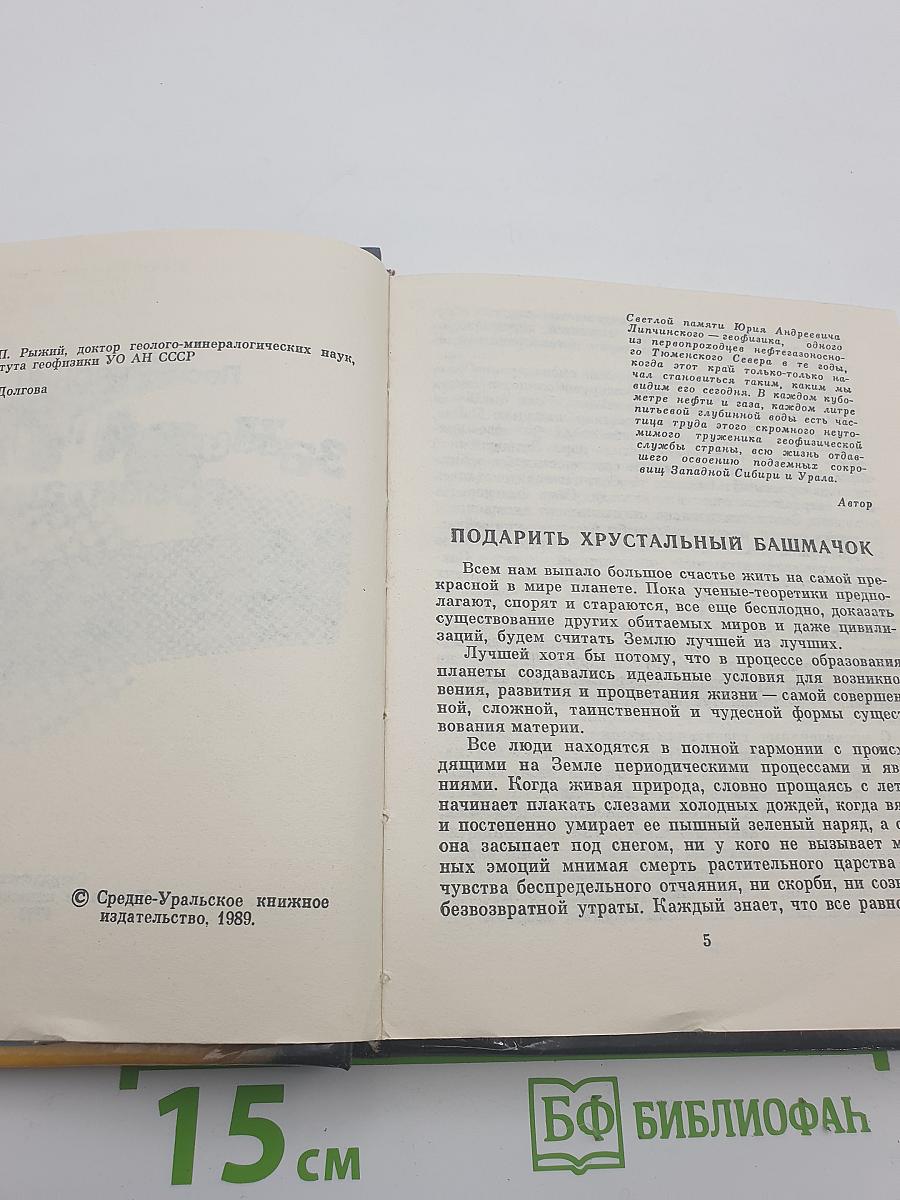 П. Рыжий, доктор геолого-минералогических наук,
тута геофизики УО АН СССР
Долгова
© Средне-Уральское книжное
издательство, 1989.
Светлой памяти Юрия Андреевича
Липчинского — геофизика, одного
из первопроходцев нефтегазоносно-
го Тюменского Севера в те годы,
когда этот край только-только на-
чал становиться таким, каким мы
видим его сегодня. В каждом кубо-
метре нефти и газа, каждом литре
питьевой глубинной воды есть час-
тица труда этого скромного неуто-
мимого труженика геофизической
службы страны, всю жизнь отдав-
шего освоению подземных сокро-
вищ Западной Сибири и Урала.
Автор
ПОДАРИТЬ ХРУСТАЛЬНЫЙ БАШМАЧОК
Всем нам выпало большое счастье жить на самой пре-
красной в мире планете. Пока ученые-теоретики предпо-
лагают, спорят и стараются, все еще бесплодно, доказать
существование других обитаемых миров и даже цивили-
заций, будем считать Землю лучшей из лучших.
Лучшей хотя бы потому, что в процессе образования
планеты создавались идеальные условия для возникно
вения, развития и процветания жизни — самой совершен
ной, сложной, таинственной и чудесной формы сущест
вования материи.
Все люди находятся в полной гармонии с происх
дящими на Земле периодическими процессами и яв
ниями. Когда живая природа, словно прощаясь с лет
начинает плакать слезами холодных дождей, когда вя
и постепенно умирает ее пышный зеленый наряд, а с
она засыпает под снегом, ни у кого не вызывает м
ных эмоций мнимая смерть растительного царства
чувства беспредельного отчаяния, ни скорби, ни созн
безвозвратной утраты. Каждый знает, что все равно
5
15 см
БФ БИБЛИОФАН